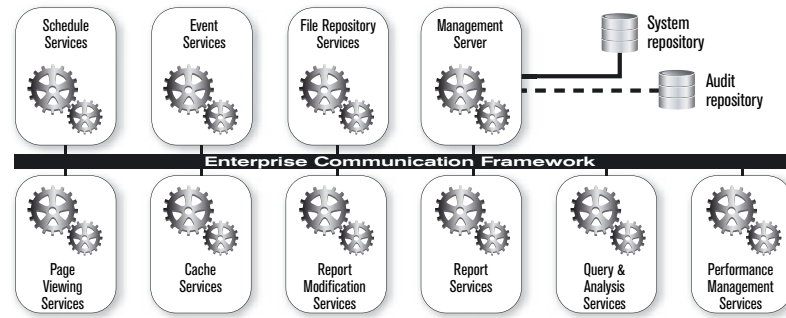 Schedule
Services
Event
Services
File Repository
Services
Management
Server
System
repository
Audit
repository
Enterprise Communication Framework
Page
Viewing
Services
Cache
Services
Report
Modification
Services
Report
Services
Query &
Analysis
Services
Performance
Management
Services